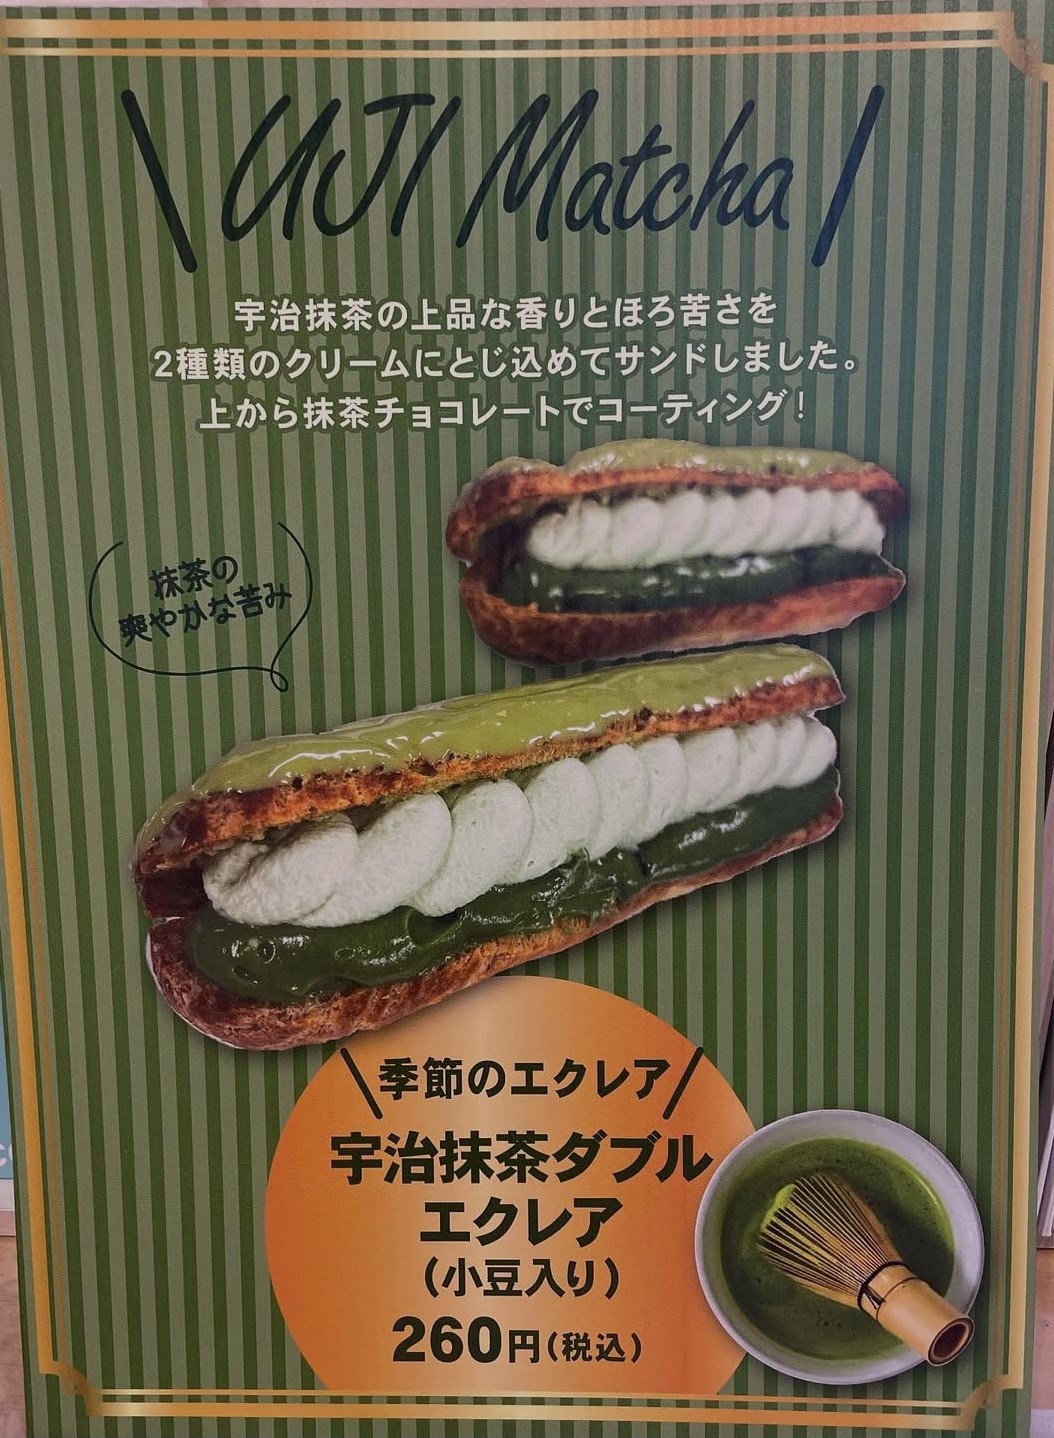 UJI Matcha
宇治抹茶の上品な香りとほろ苦さを
2種類のクリームにとじ込めてサンドしました。
上から抹茶チョコレートでコーティング!
抹茶の
爽やかな苦み
季節のエクレア
宇治抹茶ダブル
エクレア
(小豆入り)
260円(税込)